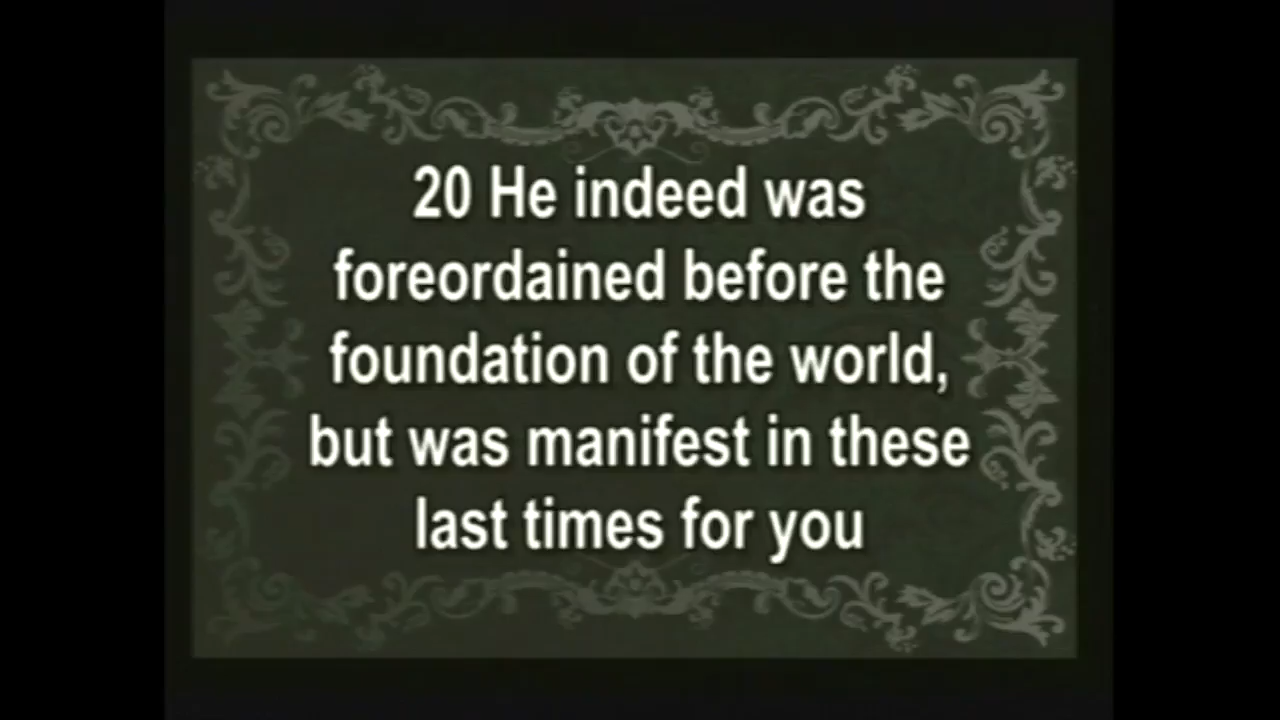 20 He indeed was
foreordained before the
foundation of the world,
but was manifest in these
last times for you